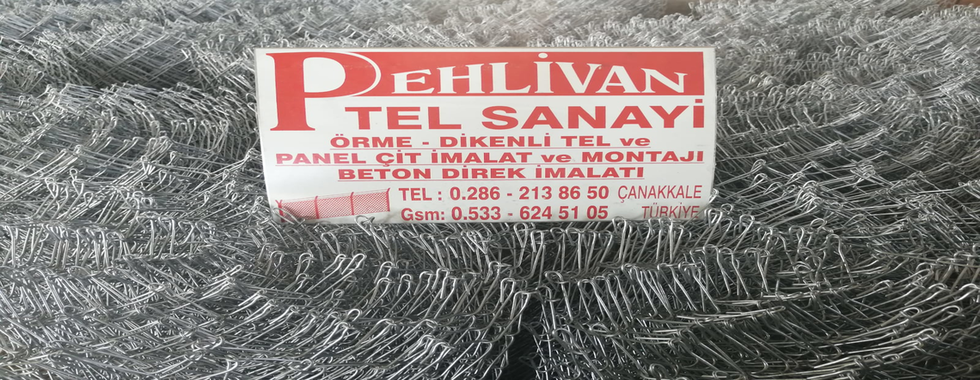 PEHLİVAN
TEL SANAYİ
ÖRME - DİKENLİ TEL ve
PANEL ÇİT İMALAT ve MONTAJI
BETON DİREK İMALATI
TEL : 0.286 - 213 86 50 ÇANAKKALE
Gsm: 0.533 - 624 51 05 TÜRKİYE